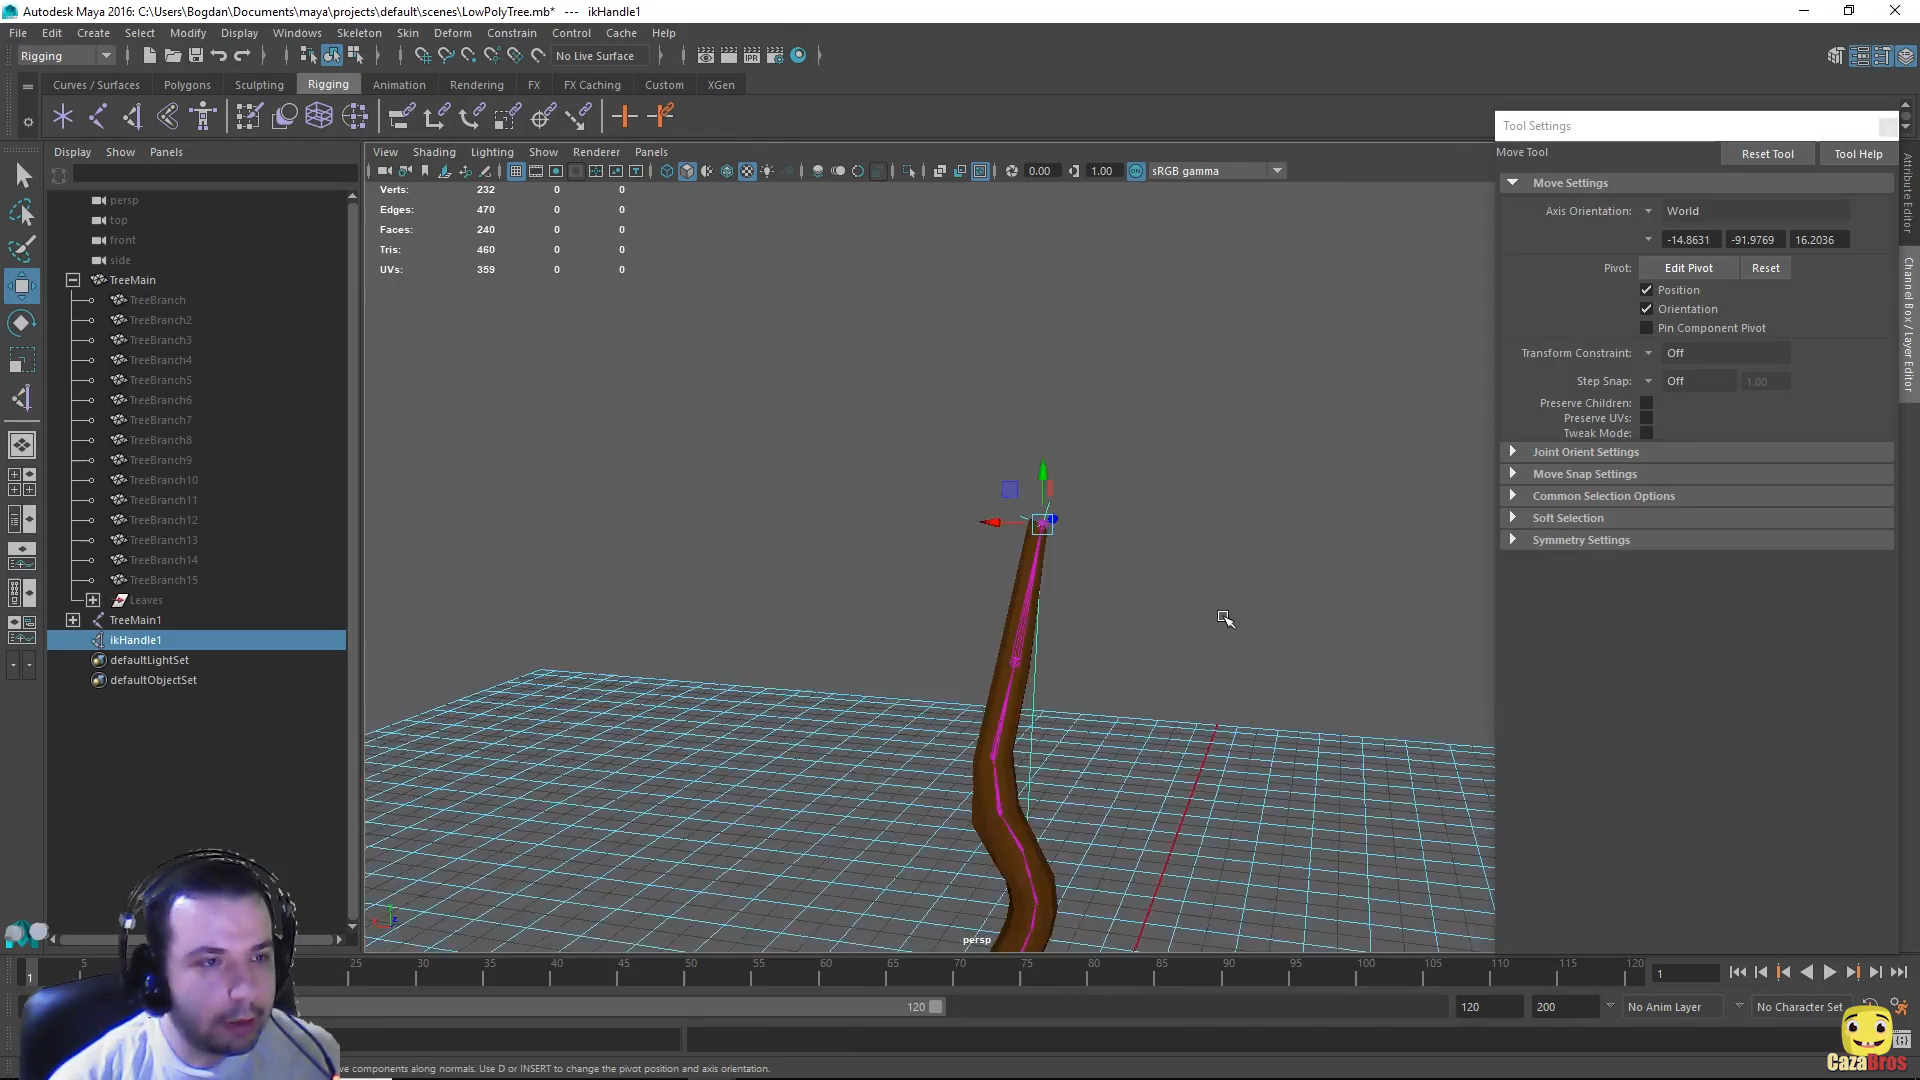 Autodesk Maya 2016: C:\Users\Bogdan\Documents\maya\projects\default\scenes\LowPolyTree.mb*   ---   ikHandle1
File Edit Create Select Modify Display Windows Skeleton Skin Deform Constrain Control Cache Help
Rigging No Live Surface IPR
Curves / Surfaces Polygons Sculpting Rigging Animation Rendering FX FX Caching Custom XGen
Tool Settings
Display Show Panels
View Shading Lighting Show Renderer Panels
Move Tool Reset Tool Tool Help
0.00 1.00 ON sRGB gamma
Move Settings
Axis Orientation: World
-14.8631 -91.9769 16.2036
Pivot: Edit Pivot Reset
Position
Orientation
Pin Component Pivot
Transform Constraint: Off
Step Snap: Off 1.00
Preserve Children:
Preserve UVs:
Tweak Mode:
Joint Orient Settings
Move Snap Settings
Common Selection Options
Soft Selection
Symmetry Settings
Attribute Editor
Channel Box / Layer Editor
Verts: 232 0 0
Edges: 470 0 0
Faces: 240 0 0
Tris: 460 0 0
UVs: 359 0 0
persp
top
front
side
TreeMain
TreeBranch
TreeBranch2
TreeBranch3
TreeBranch4
TreeBranch5
TreeBranch6
TreeBranch7
TreeBranch8
TreeBranch9
TreeBranch10
TreeBranch11
TreeBranch12
TreeBranch13
TreeBranch14
TreeBranch15
Leaves
TreeMain1
ikHandle1
defaultLightSet
defaultObjectSet
persp
1 5 25 30 35 40 45 50 55 60 65 70 75 80 85 90 95 100 105 110 115 120 1
120 120 200 No Anim Layer No Character Set
ve components along normals. Use D or INSERT to change the pivot position and axis orientation.
CazaBros